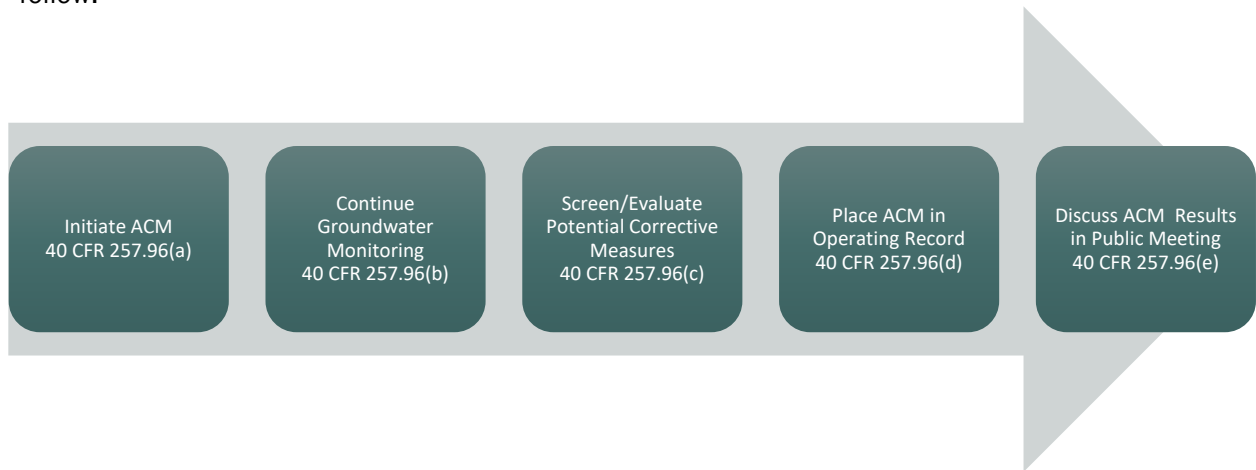 follow:
Initiate ACM
40 CFR 257.96(a)
Continue
Groundwater
Monitoring
40 CFR 257.96(b)
Screen/Evaluate
Potential Corrective
Measures
40 CFR 257.96(c)
Place ACM in
Operating Record
40 CFR 257.96(d)
Discuss ACM Results
in Public Meeting
40 CFR 257.96(e)